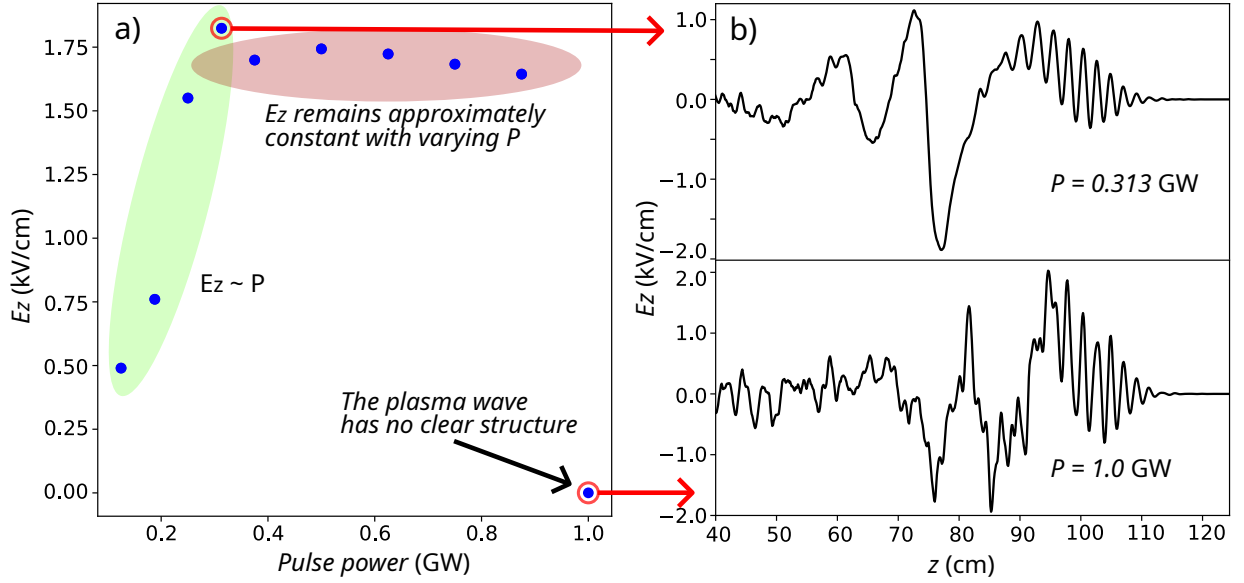 a)
1.75
1.50
1.25
1.00
0.75
0.50
0.25
0.00
Ez (kV/cm)
Ez remains approximately
constant with varying P
Ez ~ P
The plasma wave
has no clear structure
0.2
0.4
0.6
0.8
1.0
Pulse power (GW)
b)
1.0
0.0
−1.0
−2.0
P = 0.313 GW
Ez (kV/cm)
2.0
1.0
0.0
−1.0
−2.0
P = 1.0 GW
40
50
60
70
80
90
100
110
120
z (cm)